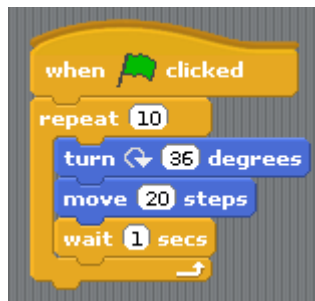 when clicked
repeat 10
turn 36 degrees
move 20 steps
wait 1 secs